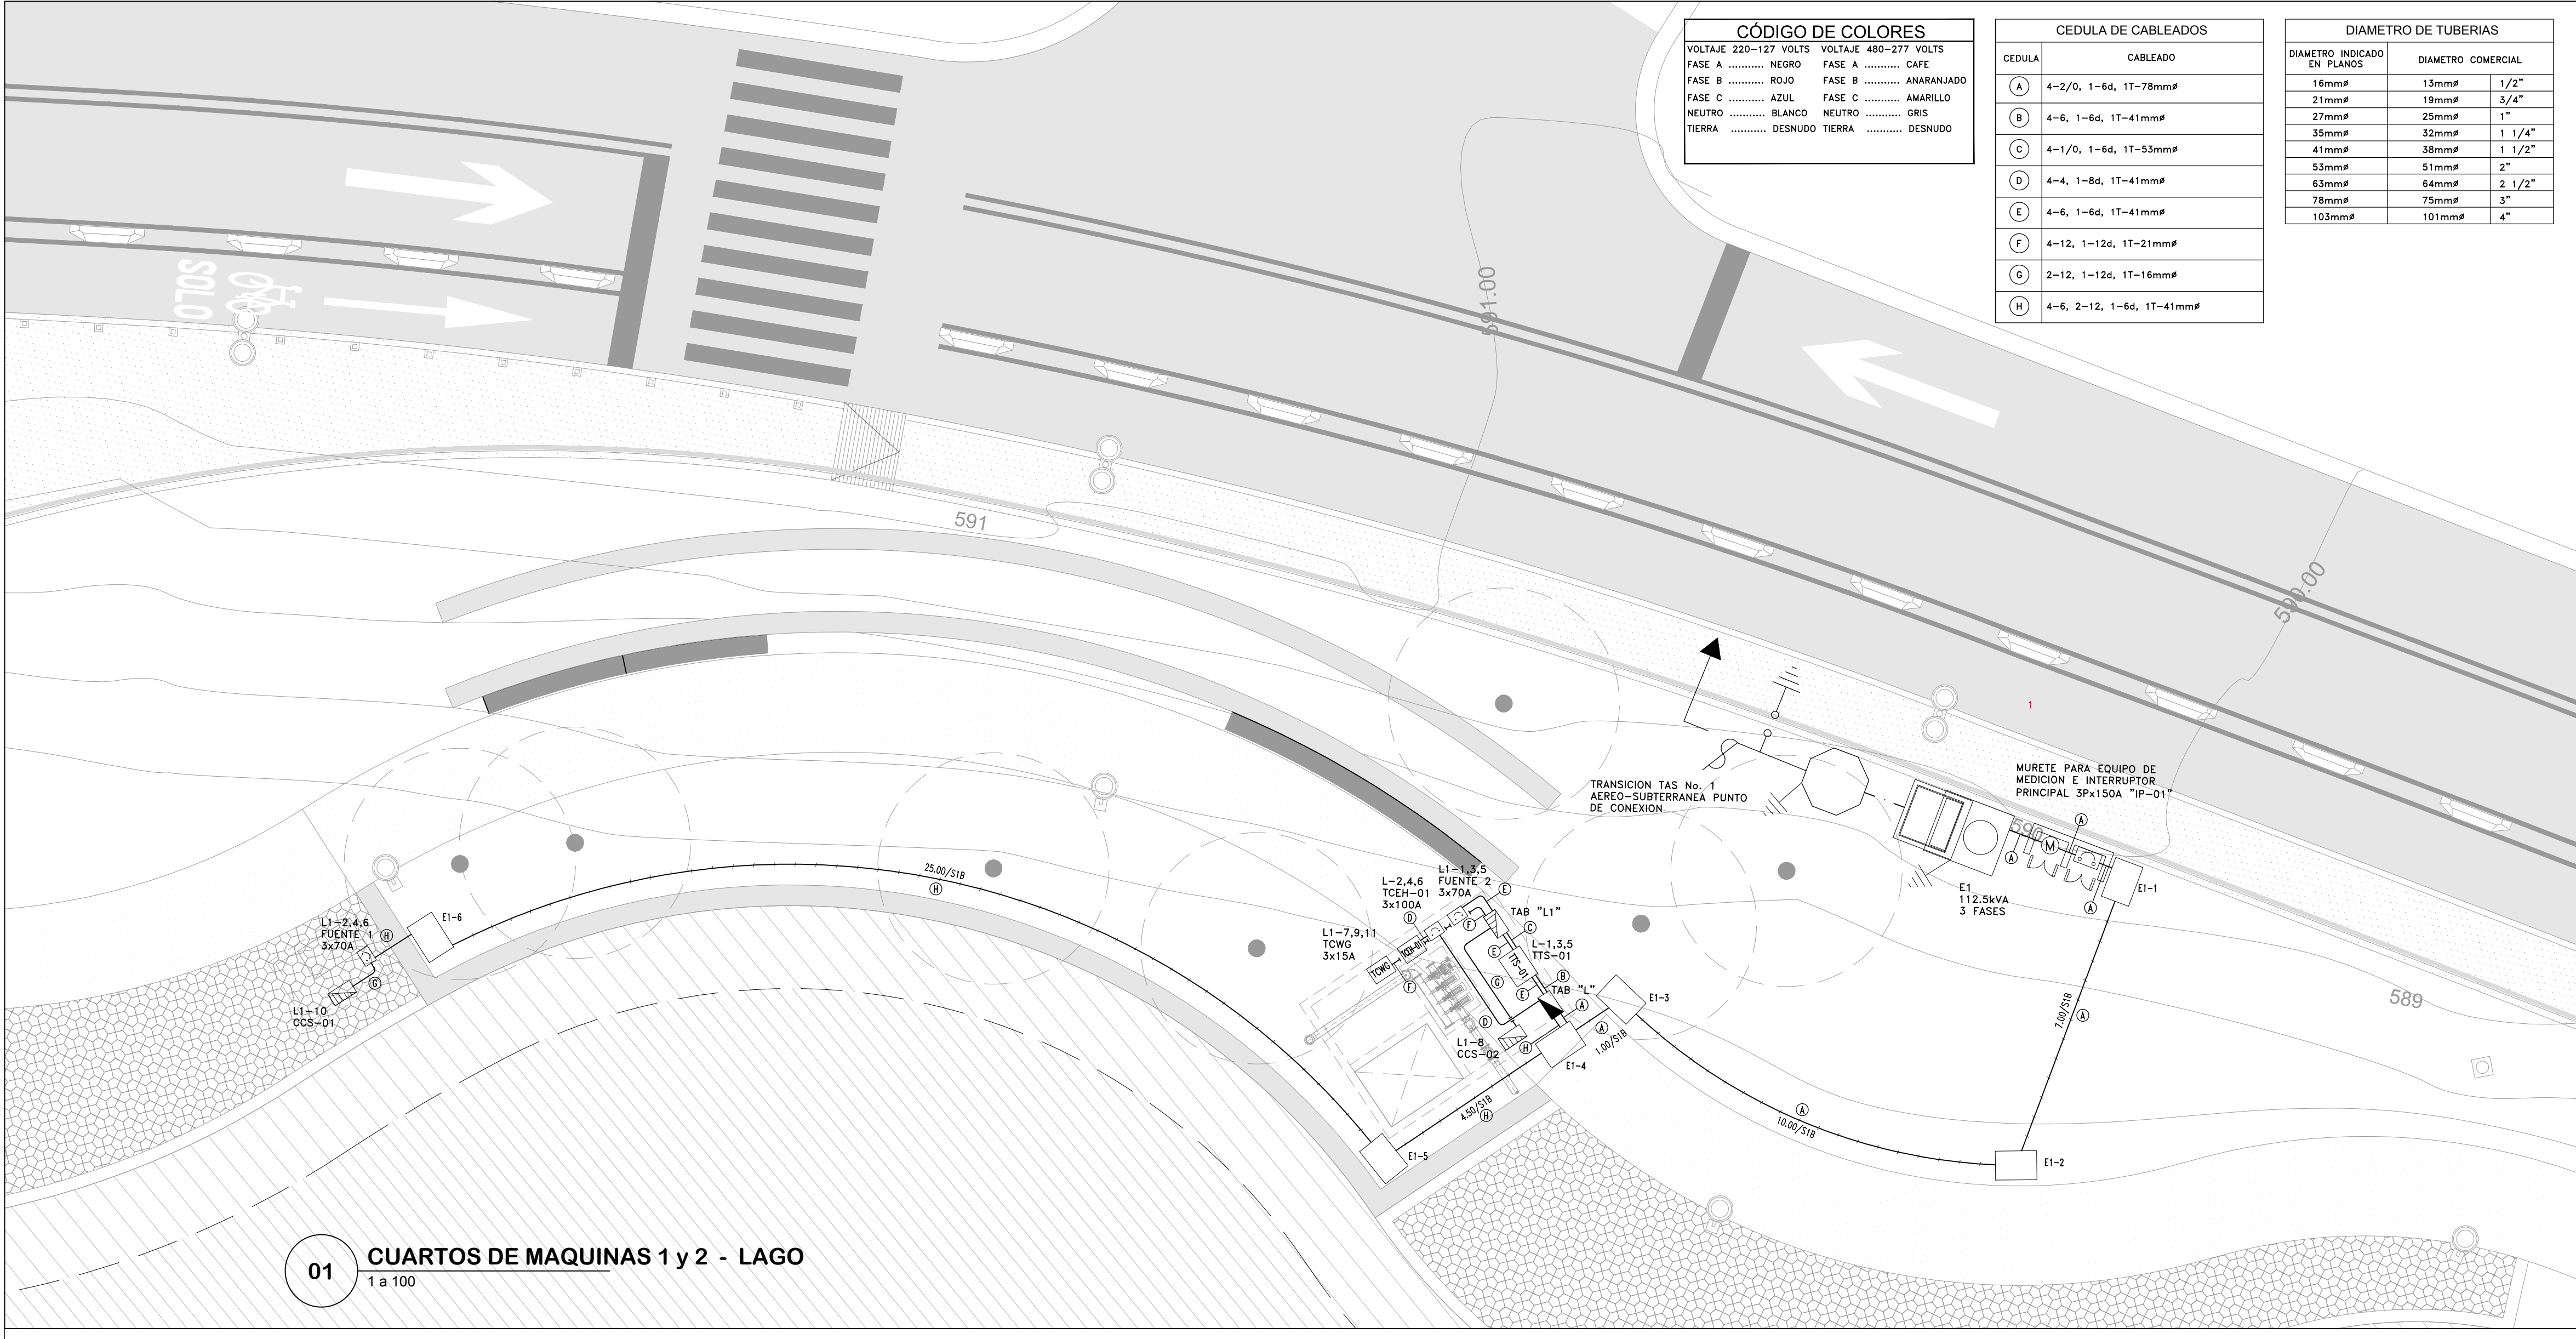 CÓDIGO DE COLORES
VOLTAJE 220-127 VOLTS VOLTAJE 480-277 VOLTS
FASE A .......... NEGRO FASE A .......... CAFE
FASE B .......... ROJO FASE B .......... ANARANJADO
FASE C .......... AZUL FASE C .......... AMARILLO
NEUTRO .......... BLANCO NEUTRO .......... GRIS
TIERRA .......... DESNUDO TIERRA .......... DESNUDO
CEDULA DE CABLEADOS
CEDULA CABLEADO
A 4-2/0, 1-6d, 1T-78mmø
B 4-6, 1-6d, 1T-41mmø
C 4-1/0, 1-6d, 1T-53mmø
D 4-4, 1-8d, 1T-41mmø
E 4-6, 1-6d, 1T-41mmø
F 4-12, 1-12d, 1T-21mmø
G 2-12, 1-12d, 1T-16mmø
H 4-6, 2-12, 1-6d, 1T-41mmø
DIAMETRO DE TUBERIAS
DIAMETRO INDICADO
EN PLANOS
DIAMETRO COMERCIAL
16mmø 13mmø 1/2"
21mmø 19mmø 3/4"
27mmø 25mmø 1"
35mmø 32mmø 1 1/4"
41mmø 38mmø 1 1/2"
53mmø 51mmø 2"
63mmø 64mmø 2 1/2"
78mmø 75mmø 3"
103mmø 101mmø 4"
SOLO
591.00
591
590.00
1
TRANSICION TAS No. 1
AEREO-SUBTERRANEA PUNTO
DE CONEXION
MURETE PARA EQUIPO DE
MEDICION E INTERRUPTOR
PRINCIPAL 3Px150A "IP-01"
A
590
M
A
E1
112.5kVA
3 FASES
A
E1-1
589
7.00/S1B
A
E1-2
A
10.00/S1B
E1-3
A
1.00/S1B
E1-4
H
4.50/S1B
H
E1-5
25.00/S1B
H
E1-6
L1-2,4,6
FUENTE 1
3x70A
H
G
L1-10
CCS-01
L1-1,3,5
FUENTE 2
3x70A
E
L-2,4,6
TCEH-01
3x100A
D
L1-7,9,11
TCWG
3x15A
TCWG
TCEH-01
F
F
TAB "L1"
C
E
L-1,3,5
TTS-01
TTS-01
G
B
E
TAB "L"
A
D
L1-8
CCS-02
01
CUARTOS DE MAQUINAS 1 y 2 - LAGO
1 a 100